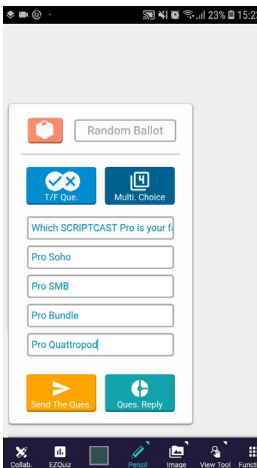 23% 15:2
Random Ballot
T/F Que.
4
Multi. Choice
Which SCRIPTCAST Pro is your f
Pro Soho
Pro SMB
Pro Bundle
Pro Quattropod
Send The Ques.
Ques. Reply
Collab. EZQuiz Pencil Image View Tool Functi